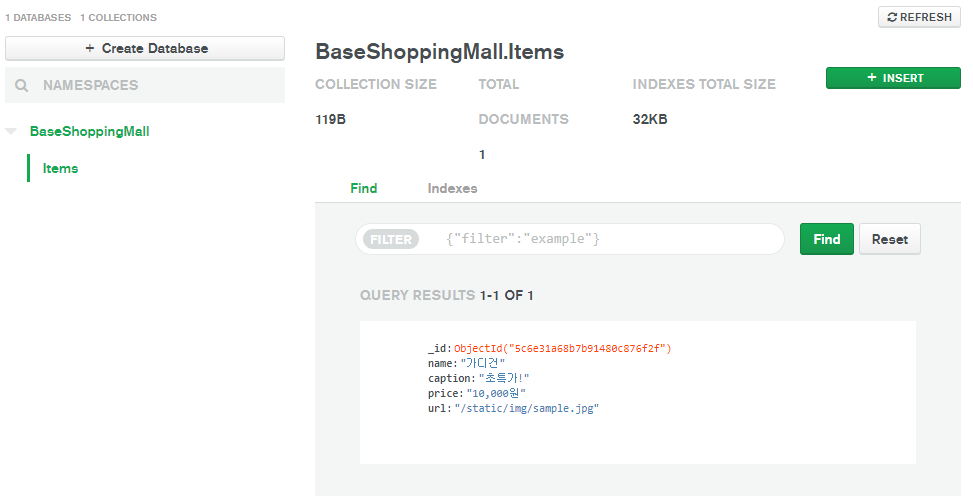 1 DATABASES 1 COLLECTIONS
REFRESH
+ Create Database
NAMESPACES
BaseShoppingMall
Items
BaseShoppingMall.Items
COLLECTION SIZE
119B
TOTAL
DOCUMENTS
1
INDEXES TOTAL SIZE
32KB
+ INSERT
Find Indexes
FILTER {"filter":"example"}
Find
Reset
QUERY RESULTS 1-1 OF 1
_id:ObjectId("5c6e31a68b7b91480c876f2f")
name:"가디건"
caption:"초특가!"
price:"10,000원"
url:"/static/img/sample.jpg"